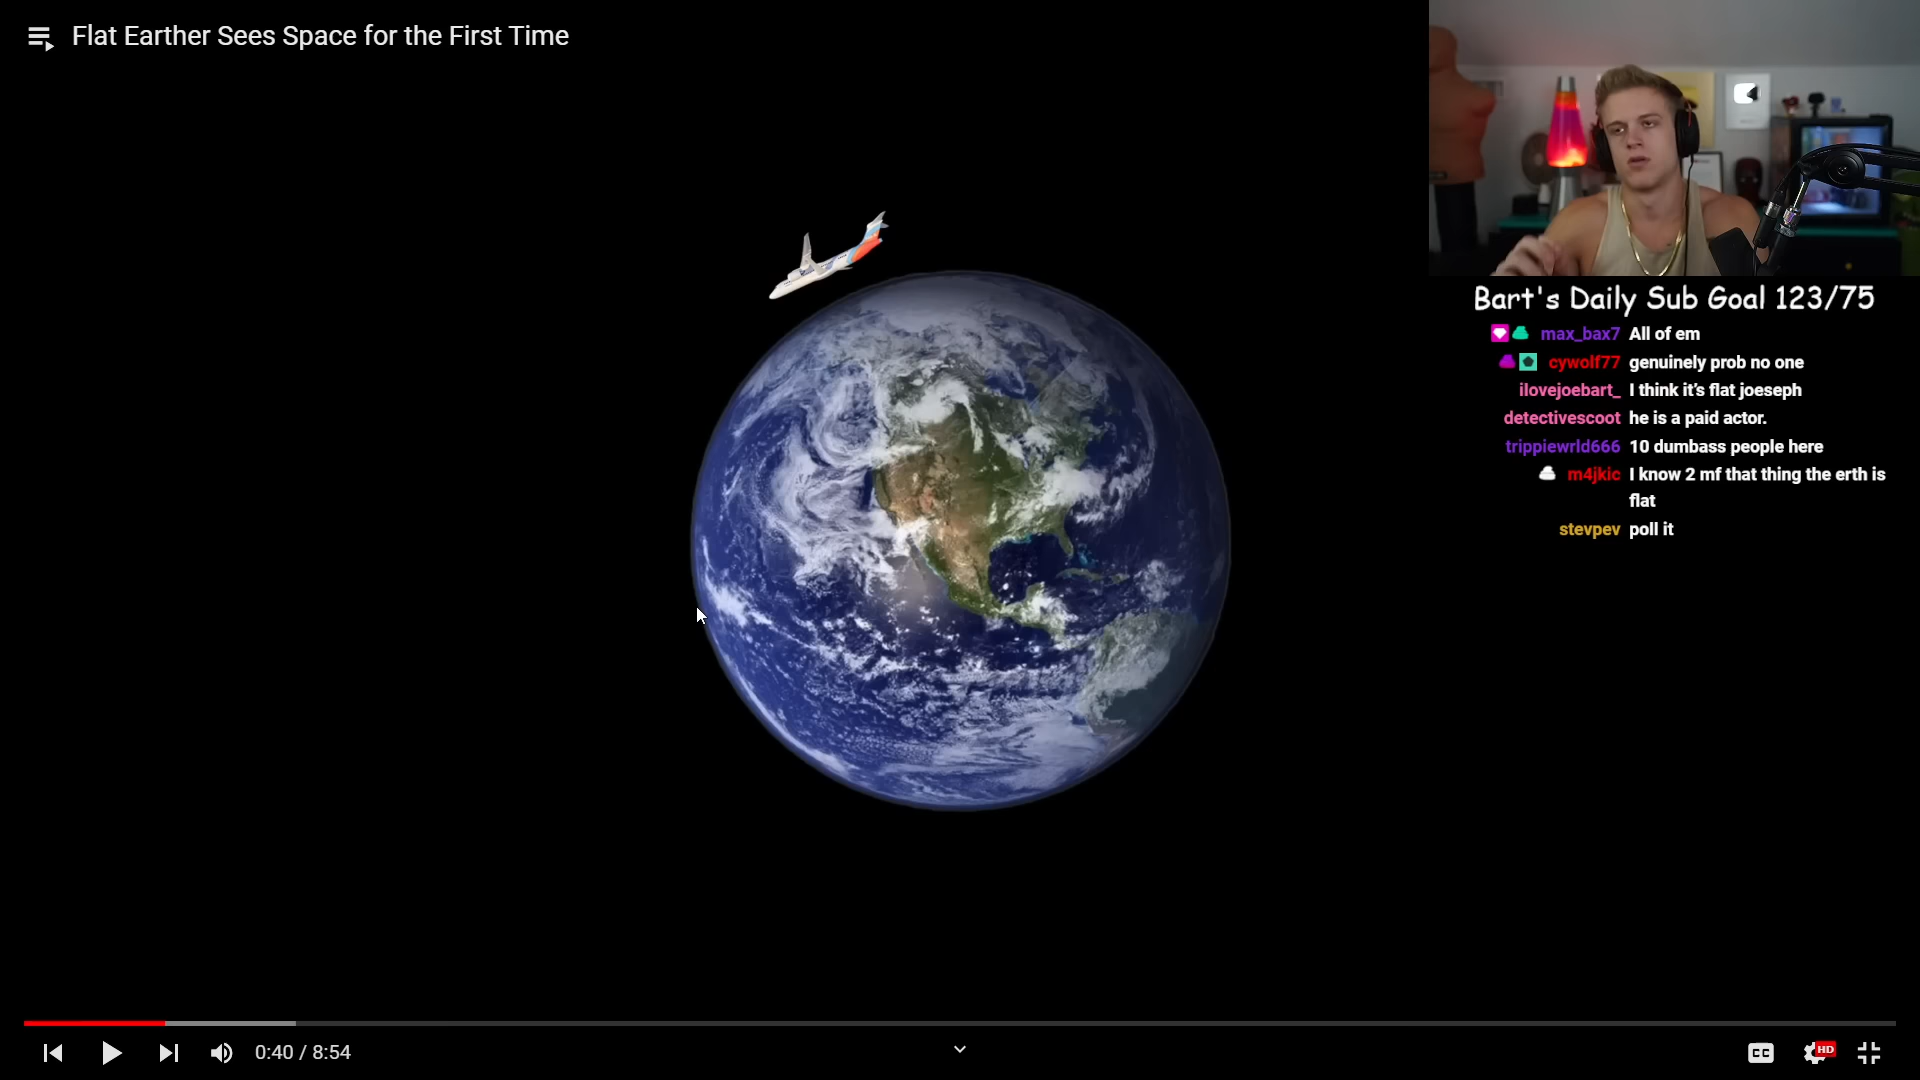 Flat Earther Sees Space for the First Time
Bart's Daily Sub Goal 123/75
max_bax7 All of em
cywolf77 genuinely prob no one
ilovejoebart_ I think it's flat joeseph
detectivescoot he is a paid actor.
trippiewrld666 10 dumbass people here
m4jkic I know 2 mf that thing the erth is
flat
stevpev poll it
0:40 / 8:54
CC
HD